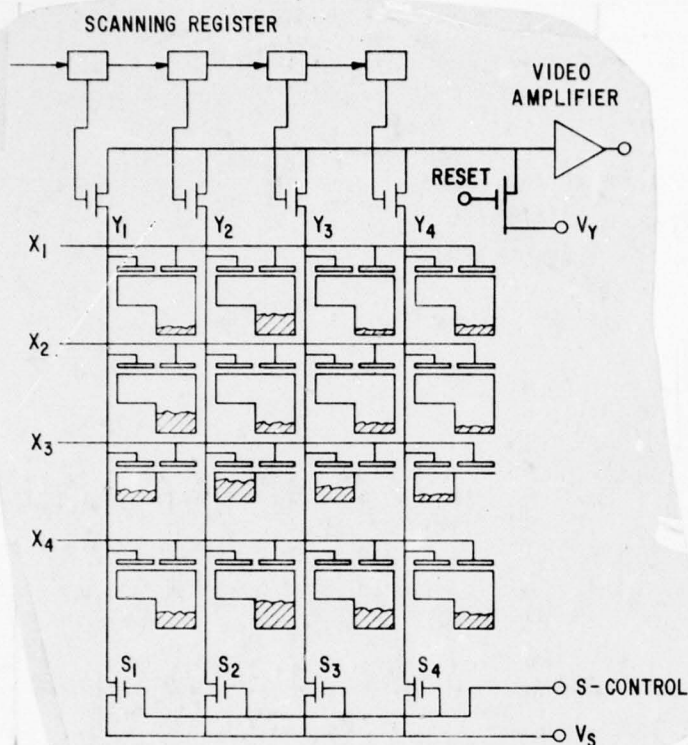 SCANNING REGISTER
VIDEO
AMPLIFIER
RESET
V_Y
Y_1 Y_2 Y_3 Y_4
X_1
X_2
X_3
X_4
S_1 S_2 S_3 S_4
S-CONTROL
V_S